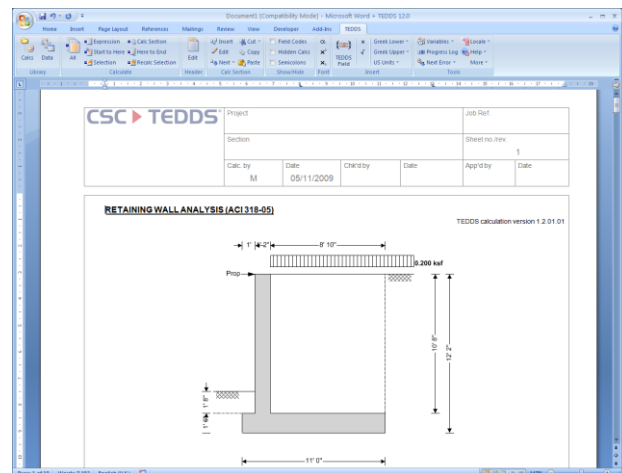 Document1 [Compatibility Mode] - Microsoft Word + TEDDS 12.0
Home Insert Page Layout References Mailings Review View Developer Add-Ins TEDDS
Expression Calc Section Insert Cut Field Codes Greek Lower Variables Locale
Start to Here Here to End Edit Copy Hidden Calcs Greek Upper Progress Log Help
Calcs Data All Selection Recalc Selection Edit Next Paste Semicolons TEDDS Field US Units Next Error More
Library Calculate Header Calc Section Show/Hide Font Insert Tools
CSC TEDDS
Project
Job Ref.
Section
Sheet no./rev.
1
Calc. by
M
Date
05/11/2009
Chk'd by
Date
App'd by
Date
RETAINING WALL ANALYSIS (ACI 318-05)
TEDDS calculation version 1.2.01.01
1' 8' 10"
0.200 ksf
Prop
10' 8"
12' 2"
1' 8"
1' 6"
11' 0"